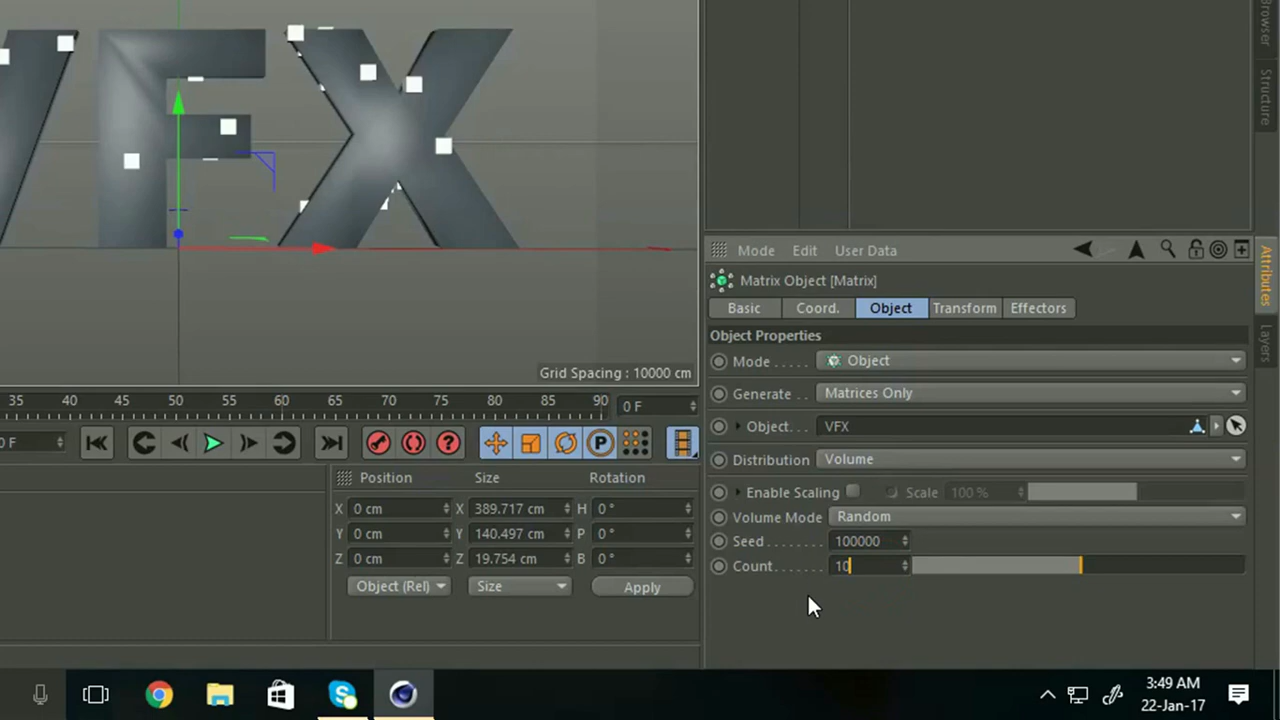 VFX
Browser
Structure
Mode Edit User Data
Attributes
Layers
Matrix Object [Matrix]
Basic Coord. Object Transform Effectors
Object Properties
Mode . . . . . Object
Generate . . Matrices Only
Object. . . VFX
Distribution Volume
Enable Scaling Scale 100 %
Volume Mode Random
Seed . . . . . . . . 100000
Count. . . . . . . 10
Grid Spacing : 10000 cm
35 40 45 50 55 60 65 70 75 80 85 90 0 F
0 F
P
Position Size Rotation
X 0 cm X 389.717 cm H 0 °
Y 0 cm Y 140.497 cm P 0 °
Z 0 cm Z 19.754 cm B 0 °
Object (Rel) Size Apply
3:49 AM
22-Jan-17